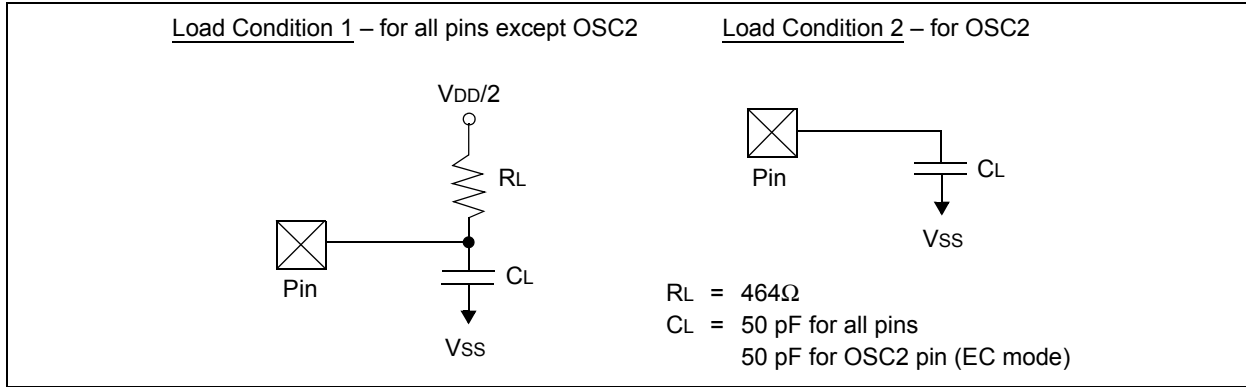 Load Condition 1 – for all pins except OSC2
Load Condition 2 – for OSC2
VDD/2
RL
Pin
CL
VSS
Pin
CL
VSS
RL = 464Ω
CL = 50 pF for all pins
50 pF for OSC2 pin (EC mode)